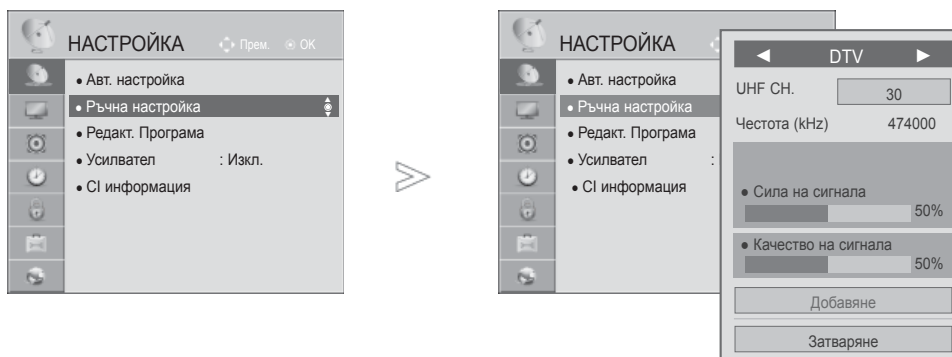 НАСТРОЙКА Прем. OK
• Авт. настройка
• Ръчна настройка
• Редакт. Програма
• Усилвател : Изкл.
• CI информация
НАСТРОЙКА
• Авт. настройка
• Ръчна настройка
• Редакт. Програма
• Усилвател :
• CI информация
◄ DTV ►
UHF CH. 30
Честота (kHz) 474000
• Сила на сигнала
50%
• Качество на сигнала
50%
Добавяне
Затваряне